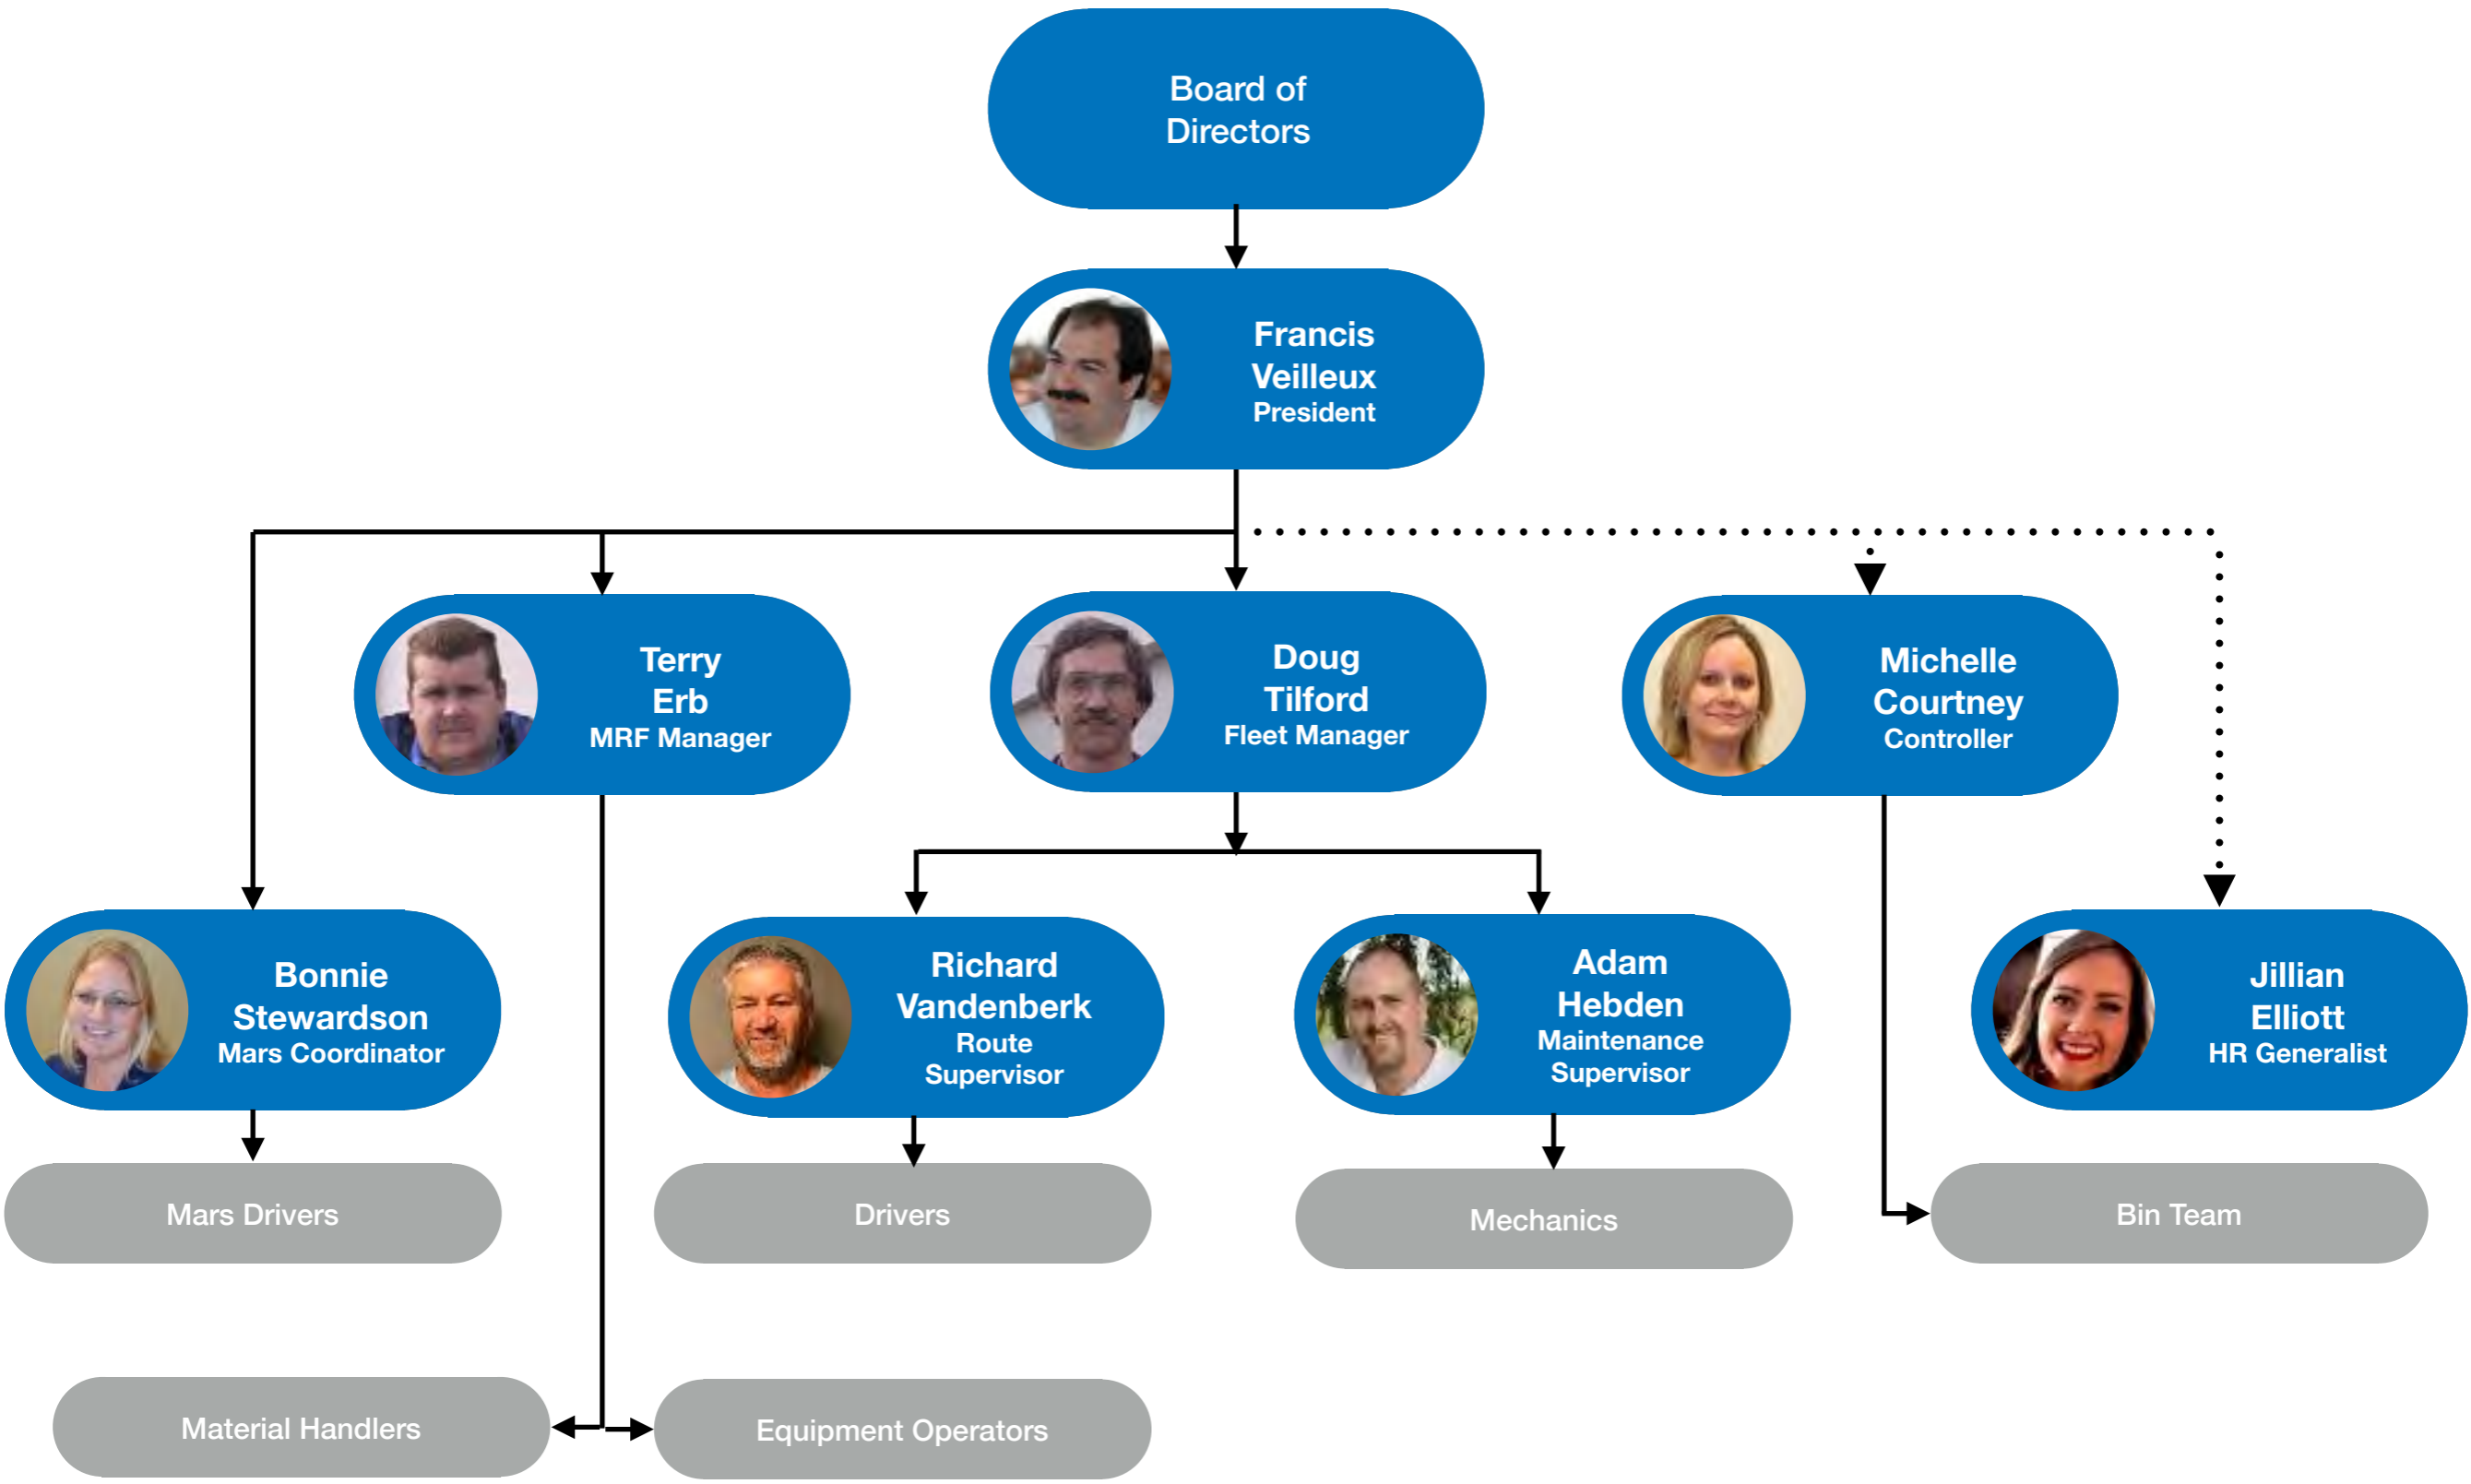 Board of
Directors
Francis
Veilleux
President
Terry
Erb
MRF Manager
Doug
Tilford
Fleet Manager
Michelle
Courtney
Controller
Bonnie
Stewardson
Mars Coordinator
Richard
Vandenberk
Route
Supervisor
Adam
Hebden
Maintenance
Supervisor
Jillian
Elliott
HR Generalist
Mars Drivers
Drivers
Mechanics
Bin Team
Material Handlers
Equipment Operators